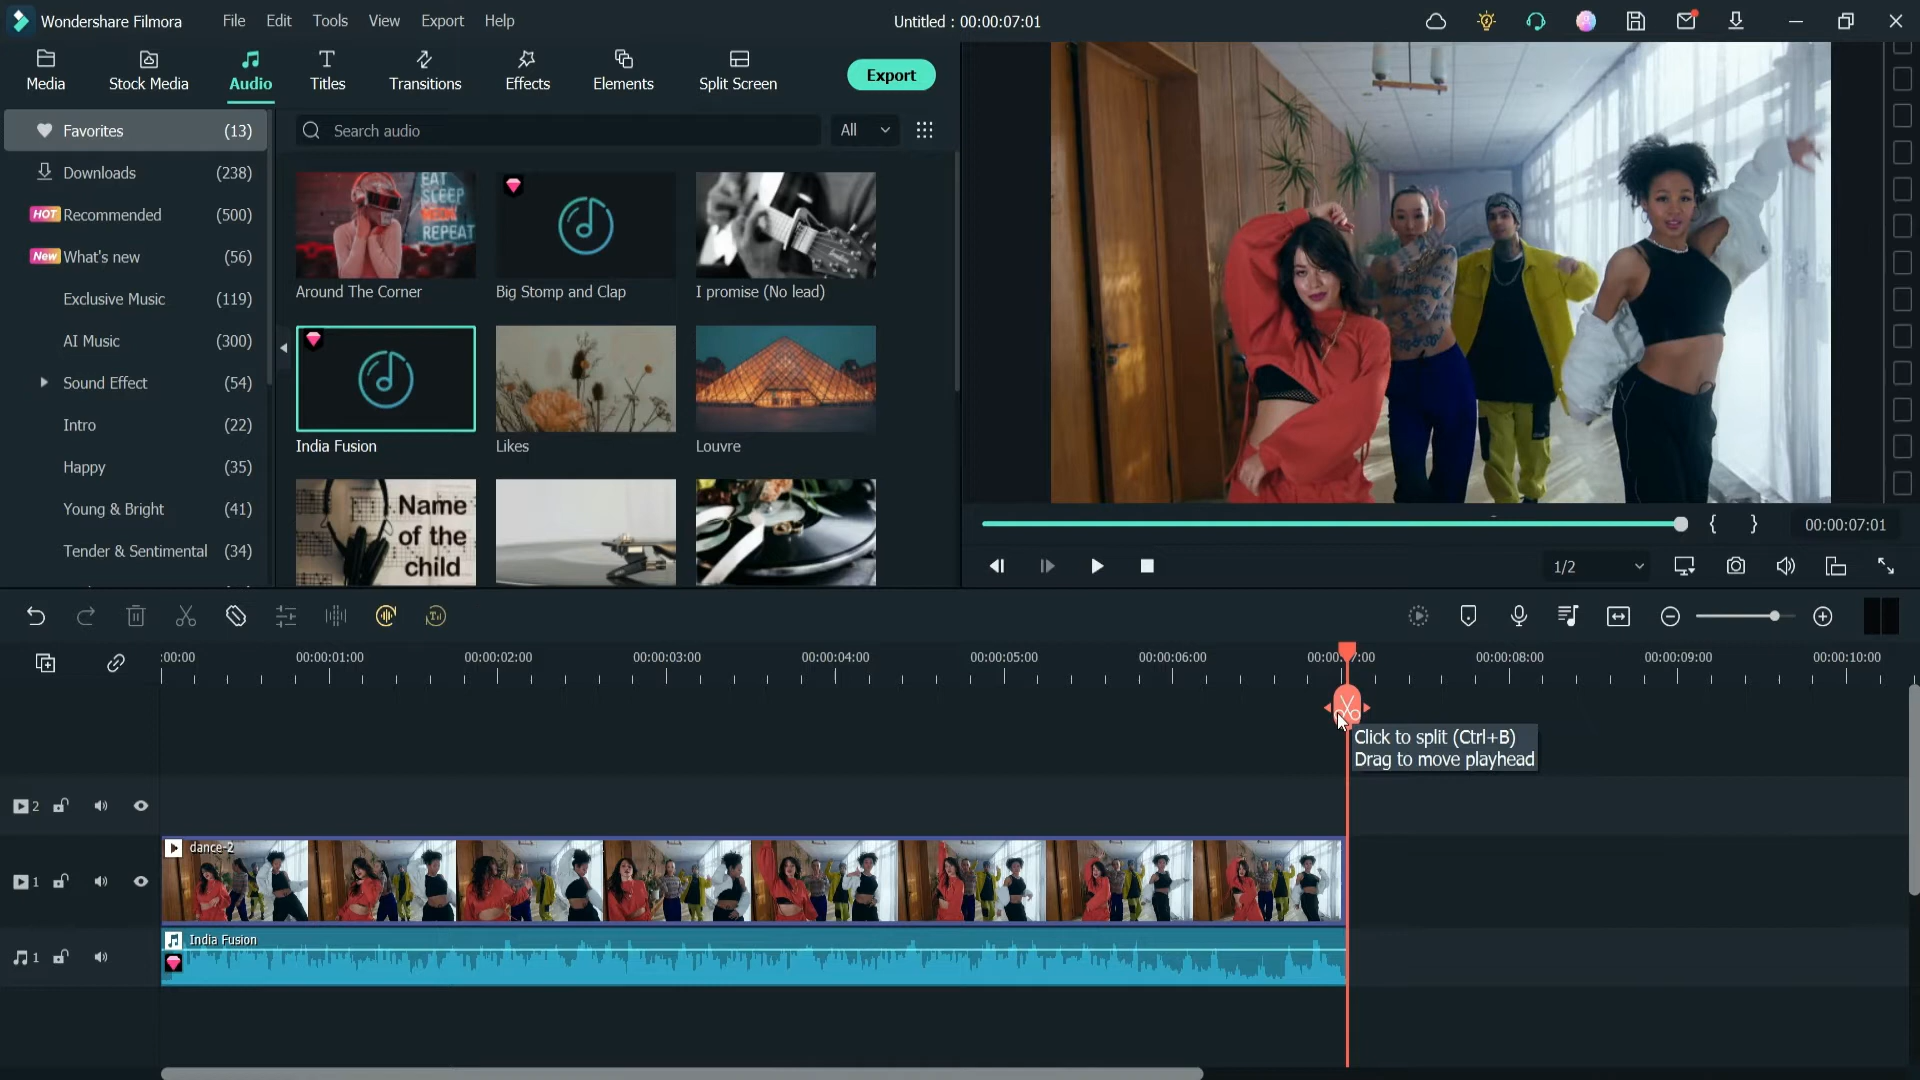 Wondershare Filmora
File Edit Tools View Export Help
Untitled : 00:00:07:01
Media Stock Media Audio Titles Transitions Effects Elements Split Screen
Export
Favorites (13)
Downloads (238)
HOT Recommended (500)
New What's new (56)
Exclusive Music (119)
AI Music (300)
Sound Effect (54)
Intro (22)
Happy (35)
Young & Bright (41)
Tender & Sentimental (34)
Search audio
All
EAT
SLEEP
REPEAT
Around The Corner
Big Stomp and Clap
I promise (No lead)
India Fusion
Likes
Louvre
Name
of the
child
{ } 00:00:07:01
1/2
:00:00 00:00:01:00 00:00:02:00 00:00:03:00 00:00:04:00 00:00:05:00 00:00:06:00 00:00:07:00 00:00:08:00 00:00:09:00 00:00:10:00
Click to split (Ctrl+B)
Drag to move playhead
2
dance-2
1
India Fusion
1